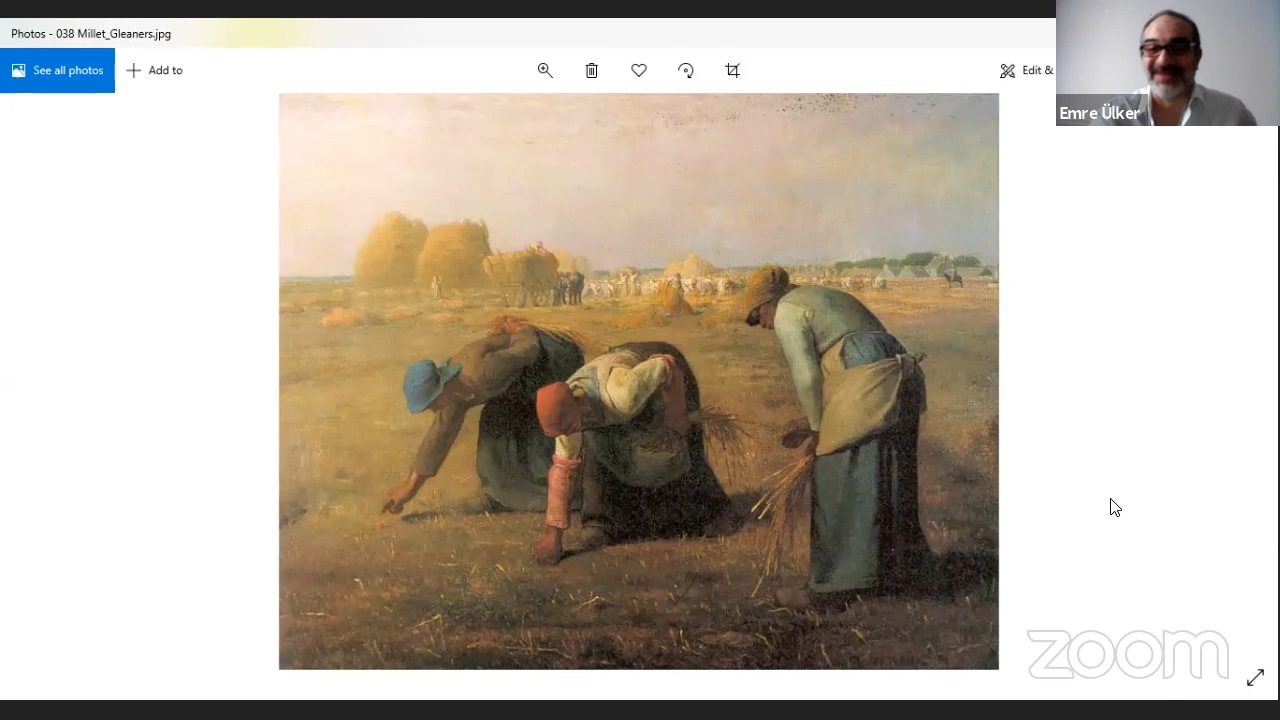 Photos - 038 Millet_Gleaners.jpg
See all photos
Add to
Edit &
Emre Ülker
zoom